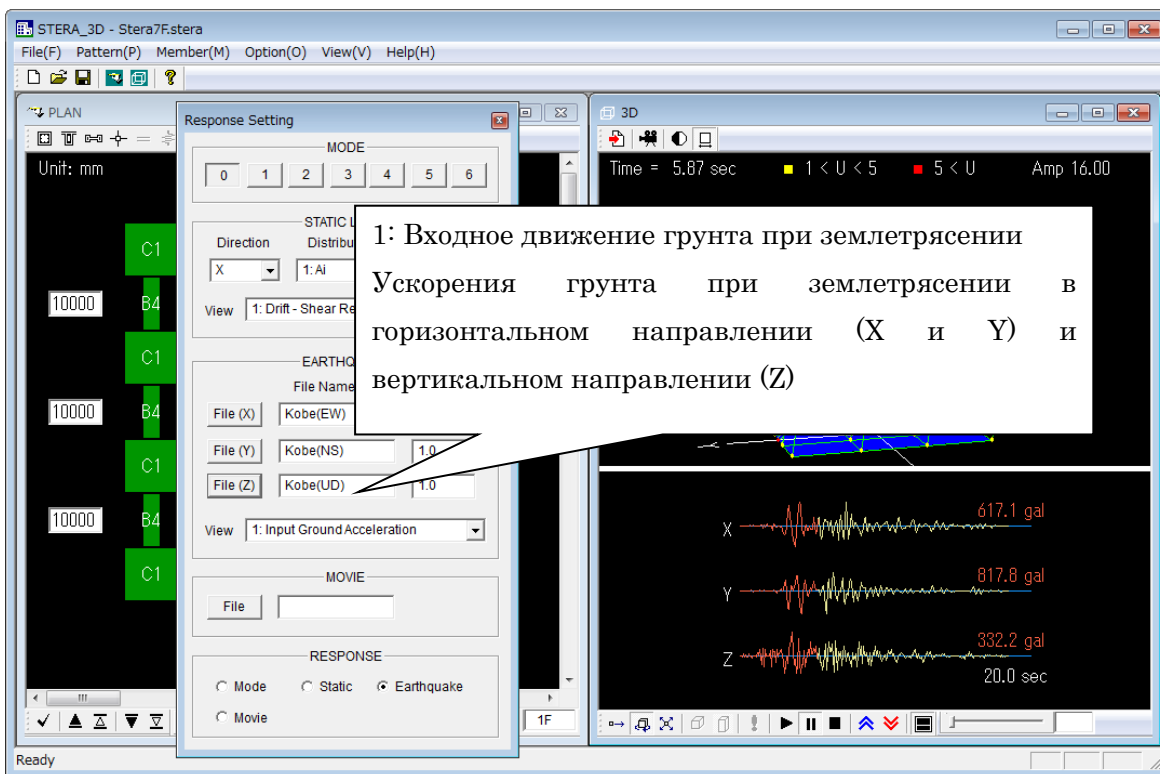 STERA_3D - Stera7F.stera
File(F) Pattern(P) Member(M) Option(O) View(V) Help(H)
PLAN
Unit: mm
C1
10000 B4
C1
10000 B4
C1
10000 B4
C1
1F
Response Setting
MODE
0 1 2 3 4 5 6
STATIC L
Direction Distribu
X 1: Ai
View 1: Drift - Shear Re
EARTHQ
File Name
File (X) Kobe(EW)
File (Y) Kobe(NS) 1.0
File (Z) Kobe(UD) 1.0
View 1: Input Ground Acceleration
MOVIE
File
RESPONSE
Mode Static Earthquake
Movie
1: Входное движение грунта при землетрясении
Ускорения грунта при землетрясении в
горизонтальном направлении (X и Y) и
вертикальном направлении (Z)
3D
Time = 5.87 sec 1 < U < 5 5 < U Amp 16.00
617.1 gal
X
817.8 gal
Y
332.2 gal
Z
20.0 sec
Ready